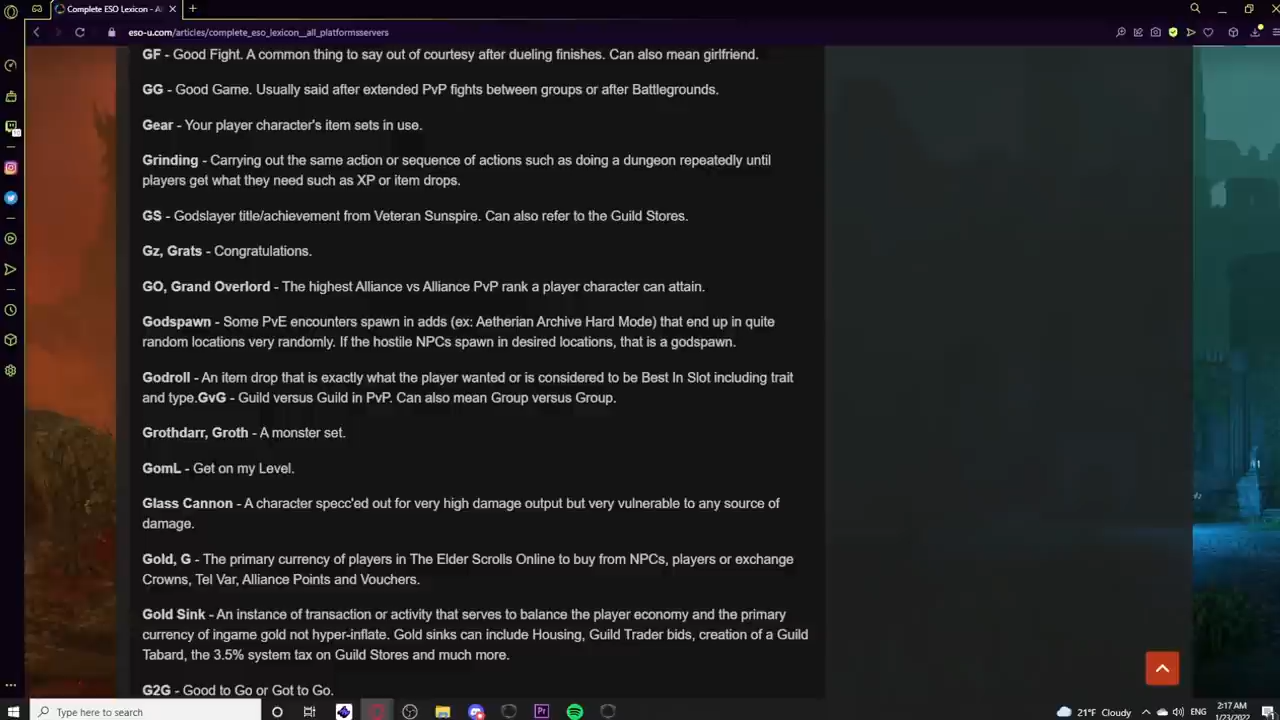 Complete ESO Lexicon - A
eso-u.com/articles/complete_eso_lexicon__all_platformsservers
GF - Good Fight. A common thing to say out of courtesy after dueling finishes. Can also mean girlfriend.
GG - Good Game. Usually said after extended PvP fights between groups or after Battlegrounds.
Gear - Your player character's item sets in use.
Grinding - Carrying out the same action or sequence of actions such as doing a dungeon repeatedly until
players get what they need such as XP or item drops.
GS - Godslayer title/achievement from Veteran Sunspire. Can also refer to the Guild Stores.
Gz, Grats - Congratulations.
GO, Grand Overlord - The highest Alliance vs Alliance PvP rank a player character can attain.
Godspawn - Some PvE encounters spawn in adds (ex: Aetherian Archive Hard Mode) that end up in quite
random locations very randomly. If the hostile NPCs spawn in desired locations, that is a godspawn.
Godroll - An item drop that is exactly what the player wanted or is considered to be Best In Slot including trait
and type.GvG - Guild versus Guild in PvP. Can also mean Group versus Group.
Grothdarr, Groth - A monster set.
GomL - Get on my Level.
Glass Cannon - A character specc'ed out for very high damage output but very vulnerable to any source of
damage.
Gold, G - The primary currency of players in The Elder Scrolls Online to buy from NPCs, players or exchange
Crowns, Tel Var, Alliance Points and Vouchers.
Gold Sink - An instance of transaction or activity that serves to balance the player economy and the primary
currency of ingame gold not hyper-inflate. Gold sinks can include Housing, Guild Trader bids, creation of a Guild
Tabard, the 3.5% system tax on Guild Stores and much more.
G2G - Good to Go or Got to Go.
Type here to search
21°F Cloudy
ENG
2:17 AM
1/23/2022